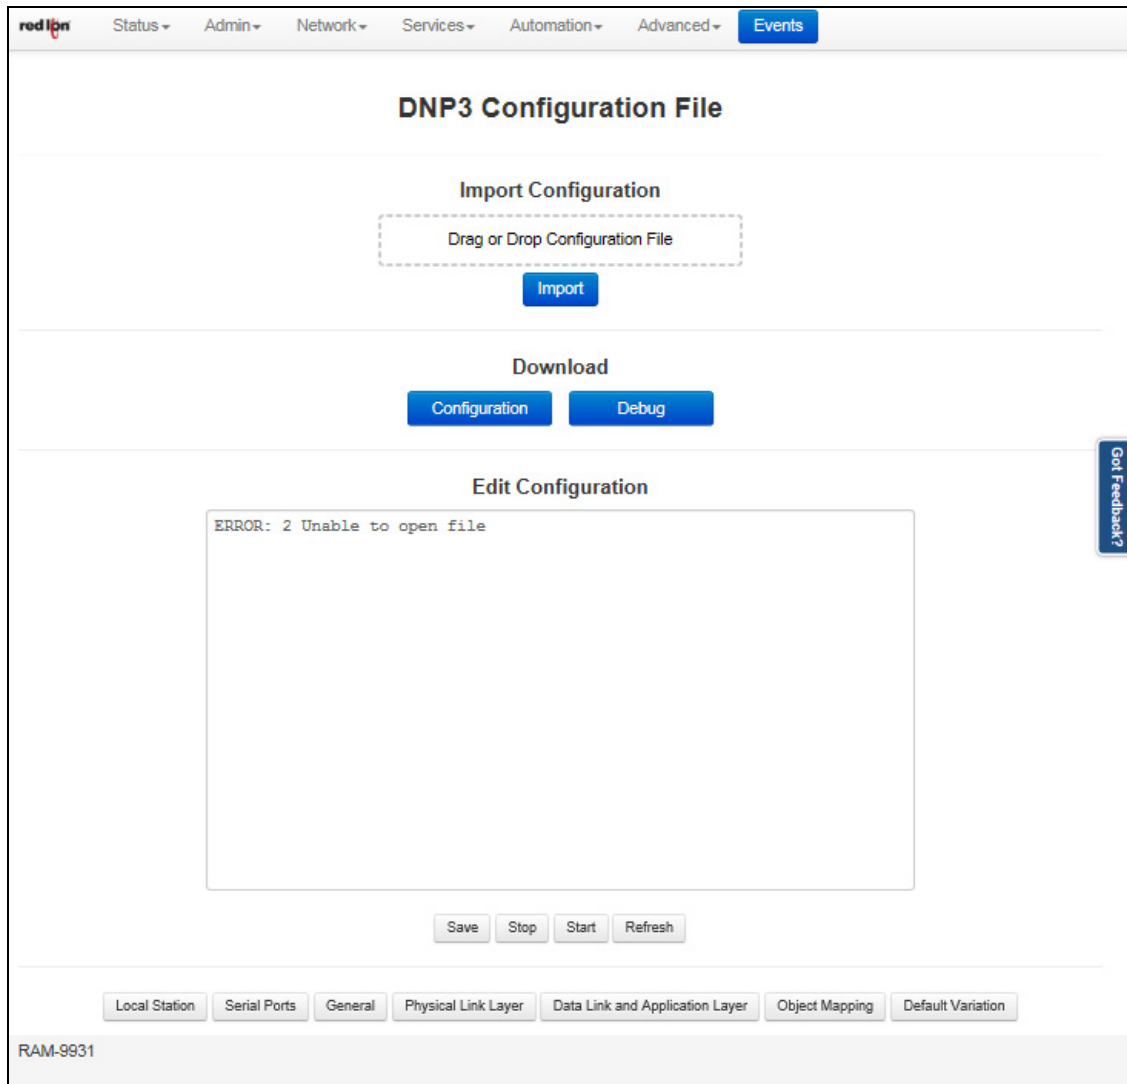 red lion Status Admin Network Services Automation Advanced Events
DNP3 Configuration File
Import Configuration
Drag or Drop Configuration File
Import
Download
Configuration Debug
Got Feedback?
Edit Configuration
ERROR: 2 Unable to open file
Save Stop Start Refresh
Local Station Serial Ports General Physical Link Layer Data Link and Application Layer Object Mapping Default Variation
RAM-9931